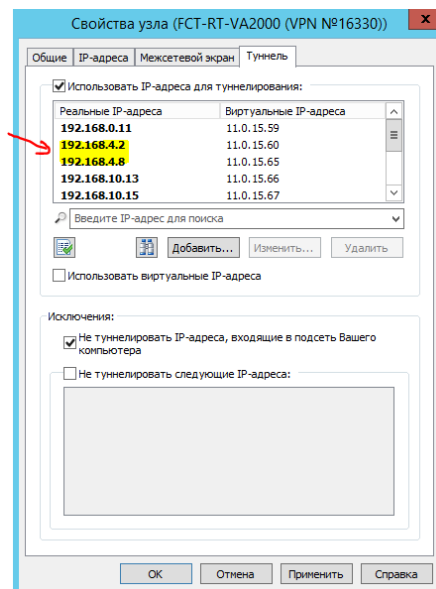 Свойства узла (FCT-RT-VA2000 (VPN №16330)) x
Общие IP-адреса Межсетевой экран Туннель
Использовать IP-адреса для туннелирования:
Реальные IP-адреса Виртуальные IP-адреса
192.168.0.11 11.0.15.59
192.168.4.2 11.0.15.60
192.168.4.8 11.0.15.65
192.168.10.13 11.0.15.66
192.168.10.15 11.0.15.67
Введите IP-адрес для поиска
Добавить... Изменить... Удалить
Использовать виртуальные IP-адреса
Исключения:
Не туннелировать IP-адреса, входящие в подсеть Вашего
компьютера
Не туннелировать следующие IP-адреса:
OK Отмена Применить Справка